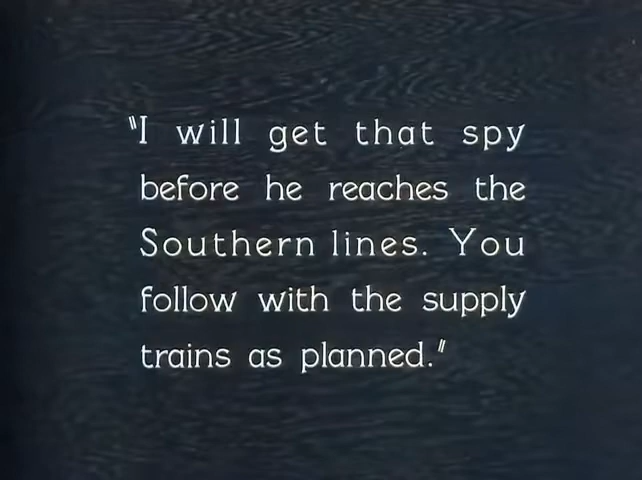 "I will get that spy
before he reaches the
Southern lines. You
follow with the supply
trains as planned."